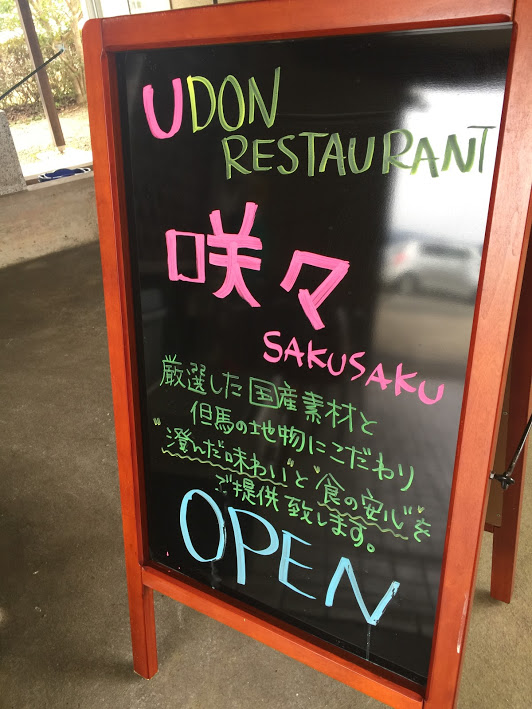 UDON
RESTAURANT
咲々
SAKUSAKU
厳選した国産素材と
但馬の地物にこだわり
"澄んだ味わい"と"食の安心"を
ご提供致します。
OPEN